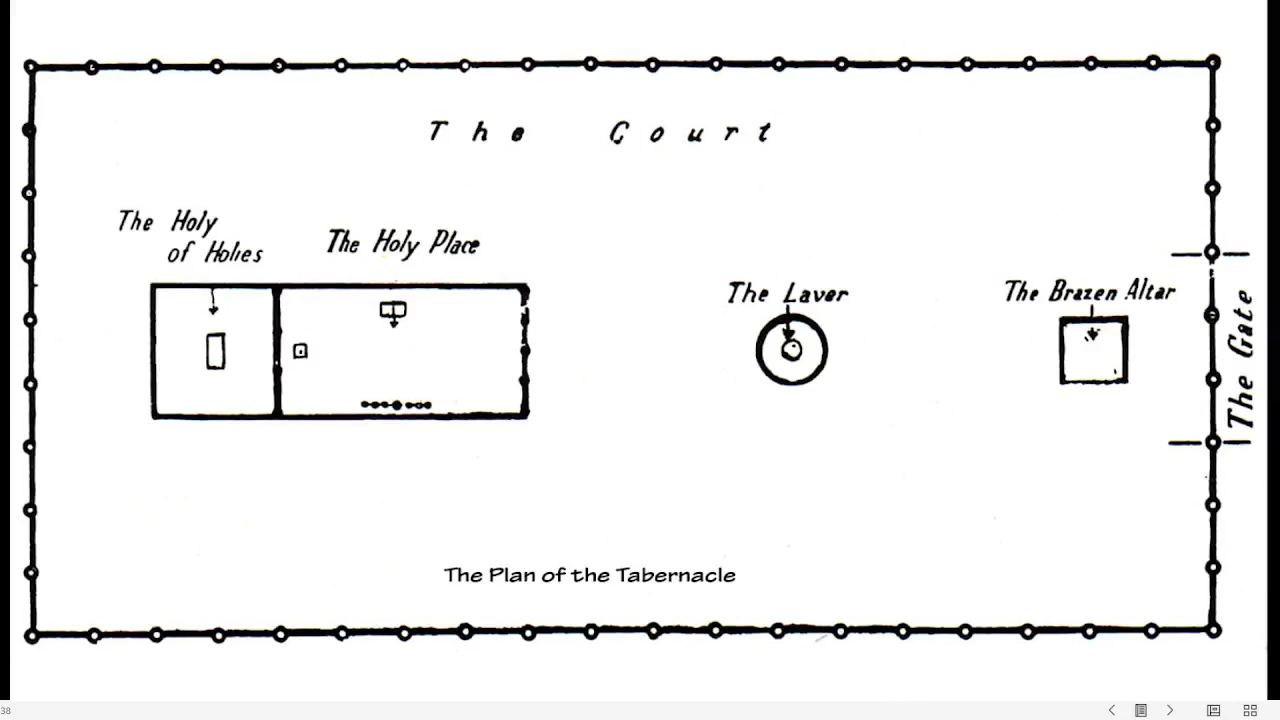 The Court
The Holy
of Holies
The Holy Place
The Laver
The Brazen Altar
The Gate
The Plan of the Tabernacle
38